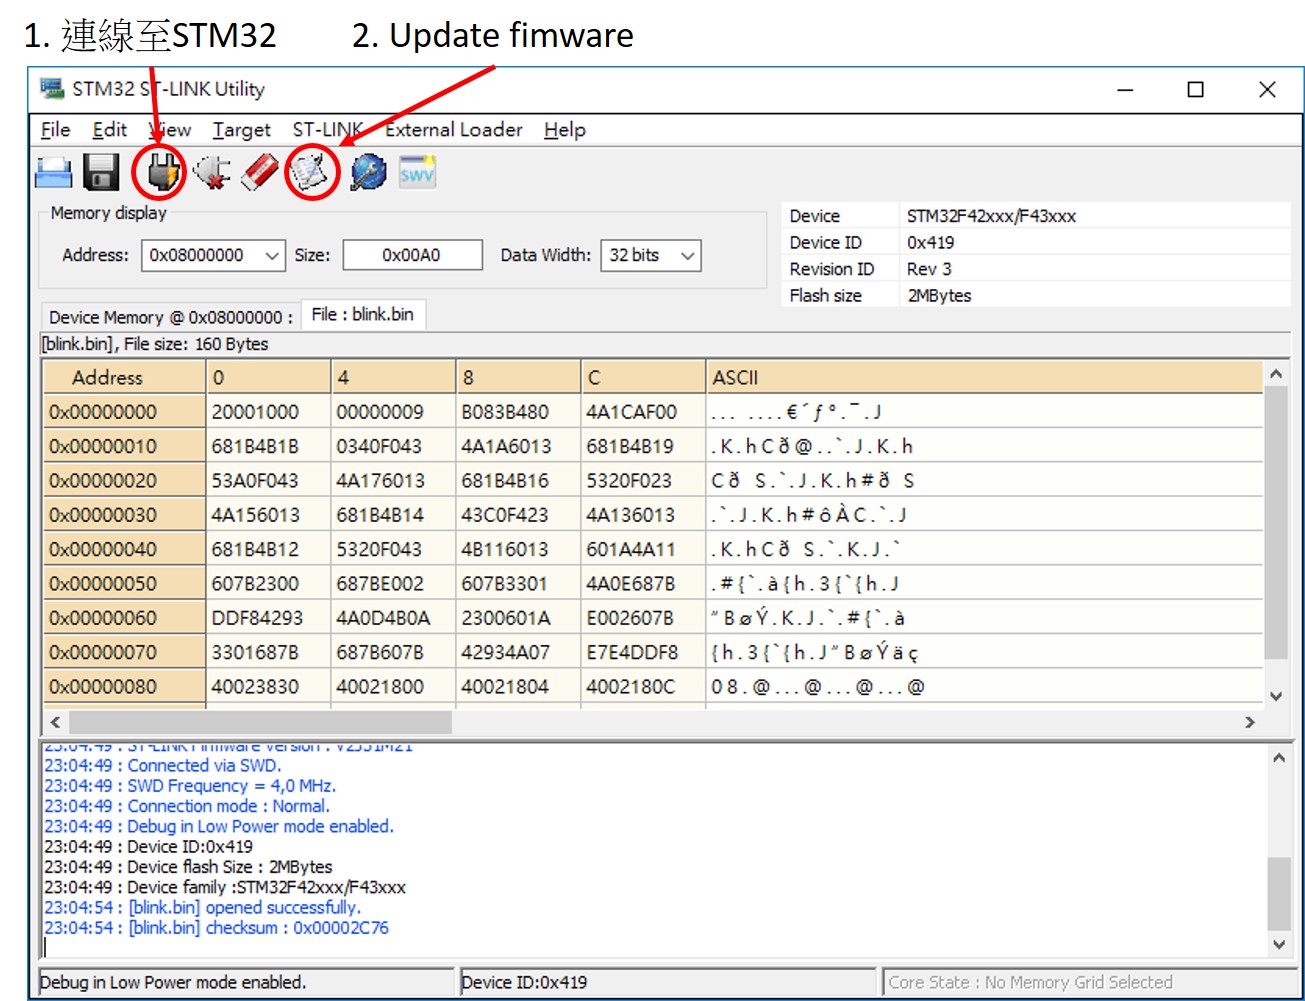 1. 連線至STM32
2. Update fimware
STM32 ST-LINK Utility
File Edit View Target ST-LINK External Loader Help
SWV
Memory display
Address: 0x08000000 Size: 0x00A0 Data Width: 32 bits
Device STM32F42xxx/F43xxx
Device ID 0x419
Revision ID Rev 3
Flash size 2MBytes
Device Memory @ 0x08000000 : File : blink.bin
[blink.bin], File size: 160 Bytes
Address 0 4 8 C ASCII
0x00000000 20001000 00000009 B083B480 4A1CAF00 ... ....€´ƒ°.¯.J
0x00000010 681B4B1B 0340F043 4A1A6013 681B4B19 .K.hCð@..`.J.K.h
0x00000020 53A0F043 4A176013 681B4B16 5320F023 Cð S.`.J.K.h#ð S
0x00000030 4A156013 681B4B14 43C0F423 4A136013 .`.J.K.h#ôÀC.`.J
0x00000040 681B4B12 5320F043 4B116013 601A4A11 .K.hCð S.`.K.J.`
0x00000050 607B2300 687BE002 607B3301 4A0E687B .#{`.à{h.3{`{h.J
0x00000060 DDF84293 4A0D4B0A 2300601A E002607B "BøÝ.K.J.`.#{`.à
0x00000070 3301687B 687B607B 42934A07 E7E4DDF8 {h.3{`{h.J"BøÝäç
0x00000080 40023830 40021800 40021804 4002180C 08.@...@...@...@
23:04:49 : ST-LINK Firmware version : V2J31M21
23:04:49 : Connected via SWD.
23:04:49 : SWD Frequency = 4,0 MHz.
23:04:49 : Connection mode : Normal.
23:04:49 : Debug in Low Power mode enabled.
23:04:49 : Device ID:0x419
23:04:49 : Device flash Size : 2MBytes
23:04:49 : Device family :STM32F42xxx/F43xxx
23:04:54 : [blink.bin] opened successfully.
23:04:54 : [blink.bin] checksum : 0x00002C76
Debug in Low Power mode enabled. Device ID:0x419 Core State : No Memory Grid Selected